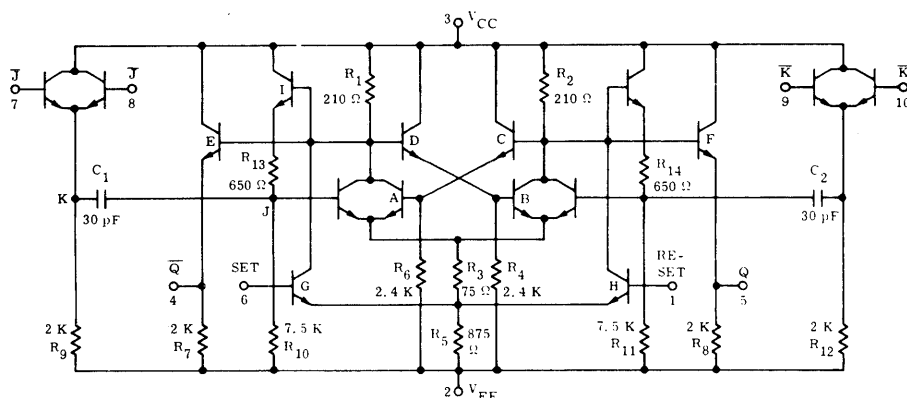 3 V_CC
J̅ J̅ K̅ K̅
7 8 9 10
I
R₁ R₂
210 Ω 210 Ω
E D C F
R₁₃ R₁₄
650 Ω 650 Ω
C₁ C₂
K J A B
30 pF 30 pF
Q̅ SET RE-
SET Q
4 6 G R₆ R₃ R₄ H 1 5
2.4 K 75 Ω 2.4 K
2 K 2 K 7.5 K R₅ 875
Ω 7.5 K 2 K 2 K
R₉ R₇ R₁₀ R₁₁ R₈ R₁₂
2 V_EE